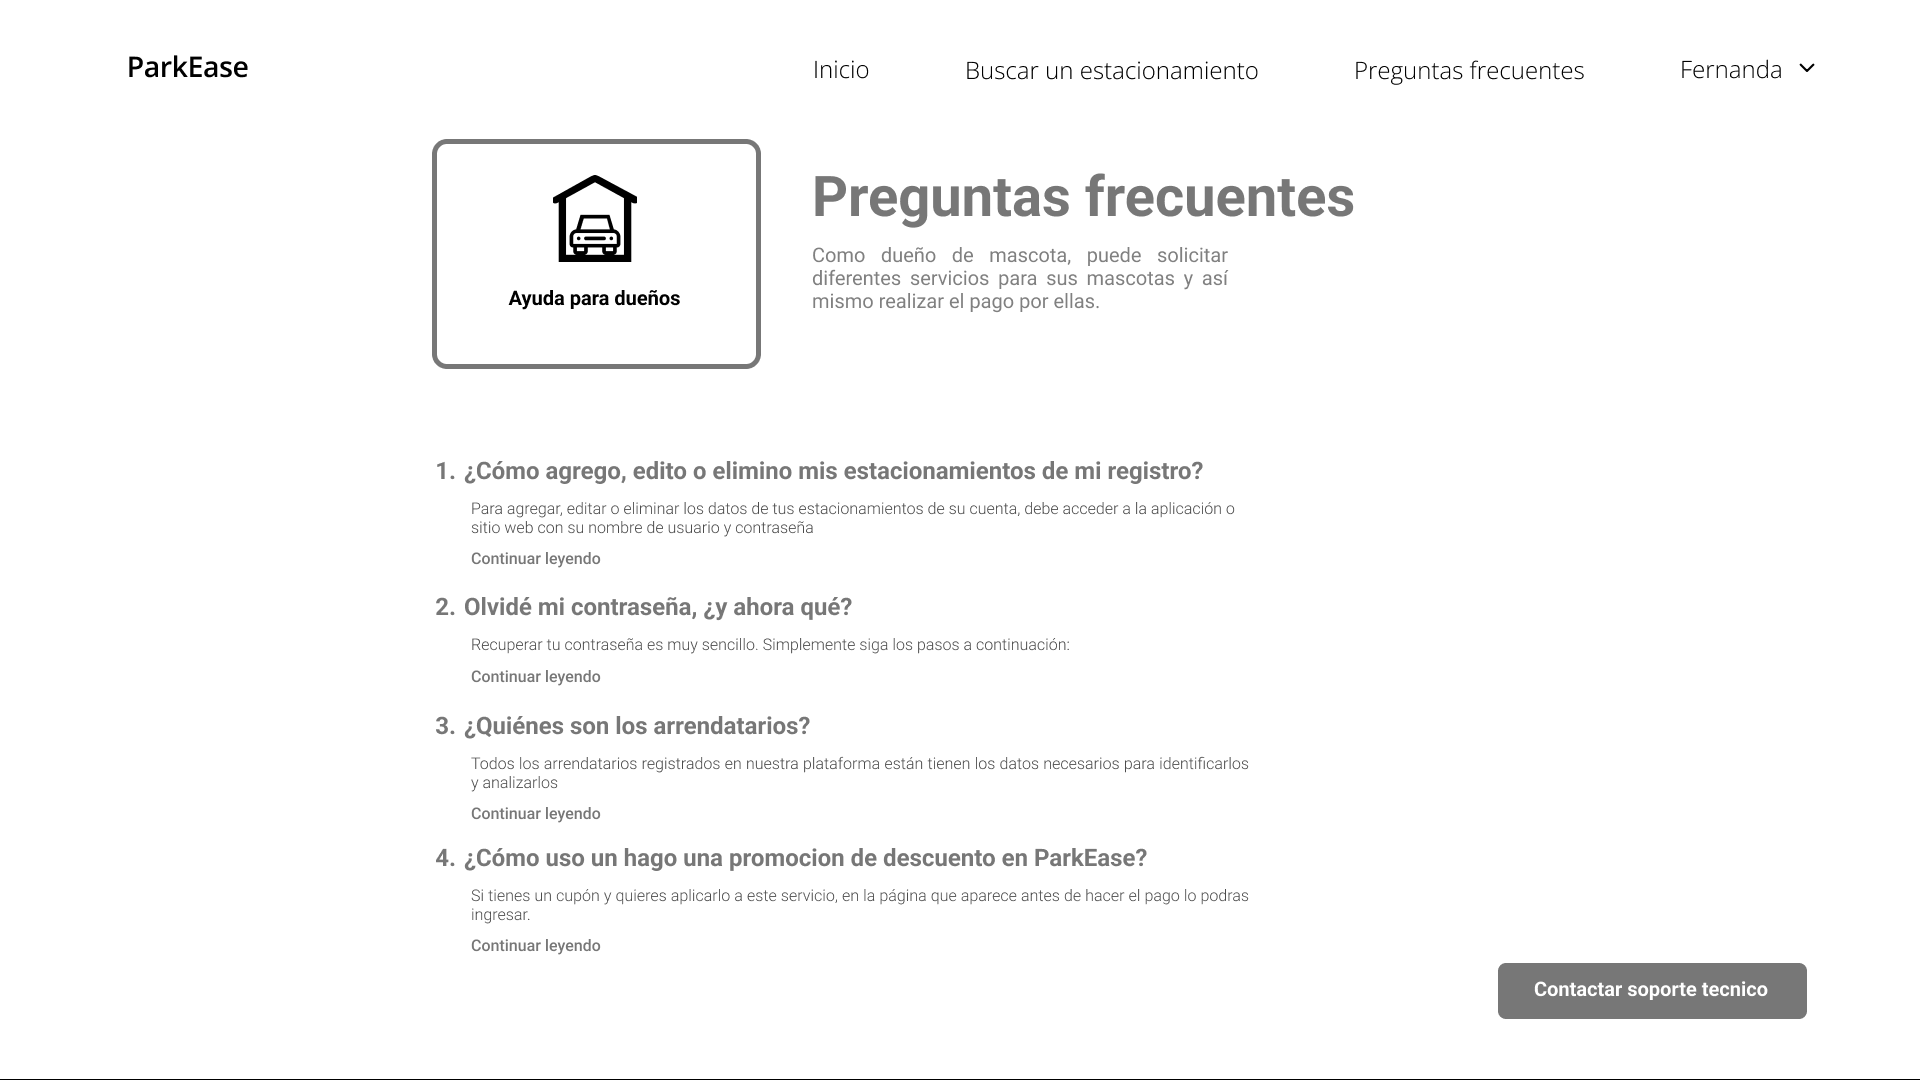 ParkEase
Inicio
Buscar un estacionamiento
Preguntas frecuentes
Fernanda
Ayuda para dueños
Preguntas frecuentes
Como dueño de mascota, puede solicitar
diferentes servicios para sus mascotas y así
mismo realizar el pago por ellas.
1. ¿Cómo agrego, edito o elimino mis estacionamientos de mi registro?
Para agregar, editar o eliminar los datos de tus estacionamientos de su cuenta, debe acceder a la aplicación o
sitio web con su nombre de usuario y contraseña
Continuar leyendo
2. Olvidé mi contraseña, ¿y ahora qué?
Recuperar tu contraseña es muy sencillo. Simplemente siga los pasos a continuación:
Continuar leyendo
3. ¿Quiénes son los arrendatarios?
Todos los arrendatarios registrados en nuestra plataforma están tienen los datos necesarios para identificarlos
y analizarlos
Continuar leyendo
4. ¿Cómo uso un hago una promocion de descuento en ParkEase?
Si tienes un cupón y quieres aplicarlo a este servicio, en la página que aparece antes de hacer el pago lo podras
ingresar.
Continuar leyendo
Contactar soporte tecnico